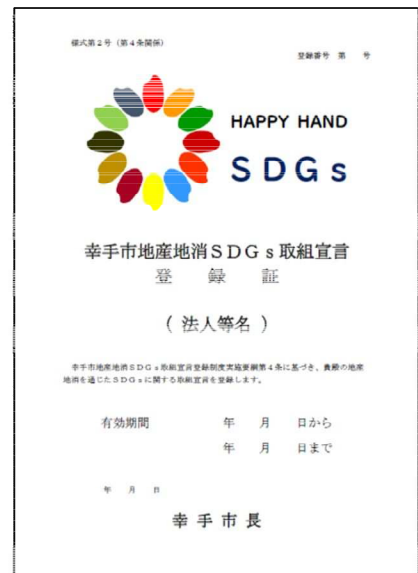 様式第２号（第４条関係）
登録番号　第　　号
HAPPY HAND
SDGs
幸手市地産地消ＳＤＧｓ取組宣言
登　録　証
（ 法人等名 ）
幸手市地産地消ＳＤＧｓ取組宣言登録制度実施要綱第４条に基づき、貴殿の地産
地消を通じたＳＤＧｓに関する取組宣言を登録します。
有効期間　　　年　月　日から
年　月　日まで
年　月　日
幸 手 市 長